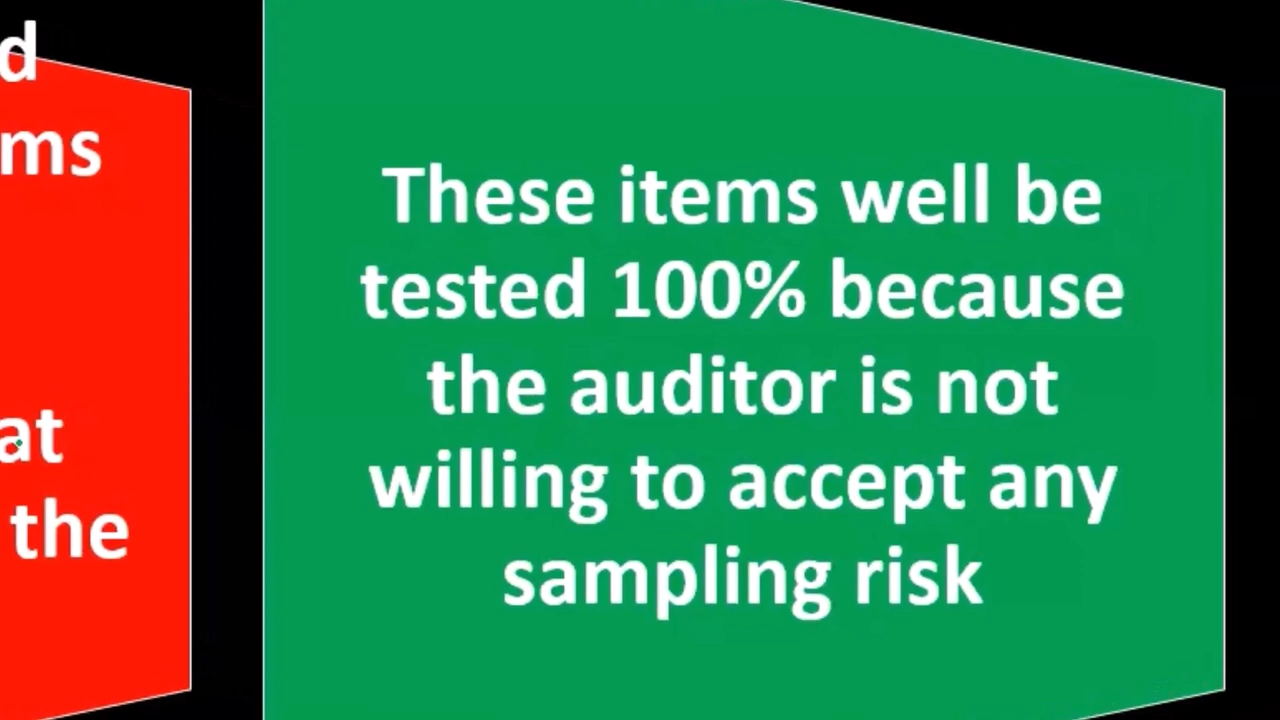 d
ms
at
the
These items well be
tested 100% because
the auditor is not
willing to accept any
sampling risk